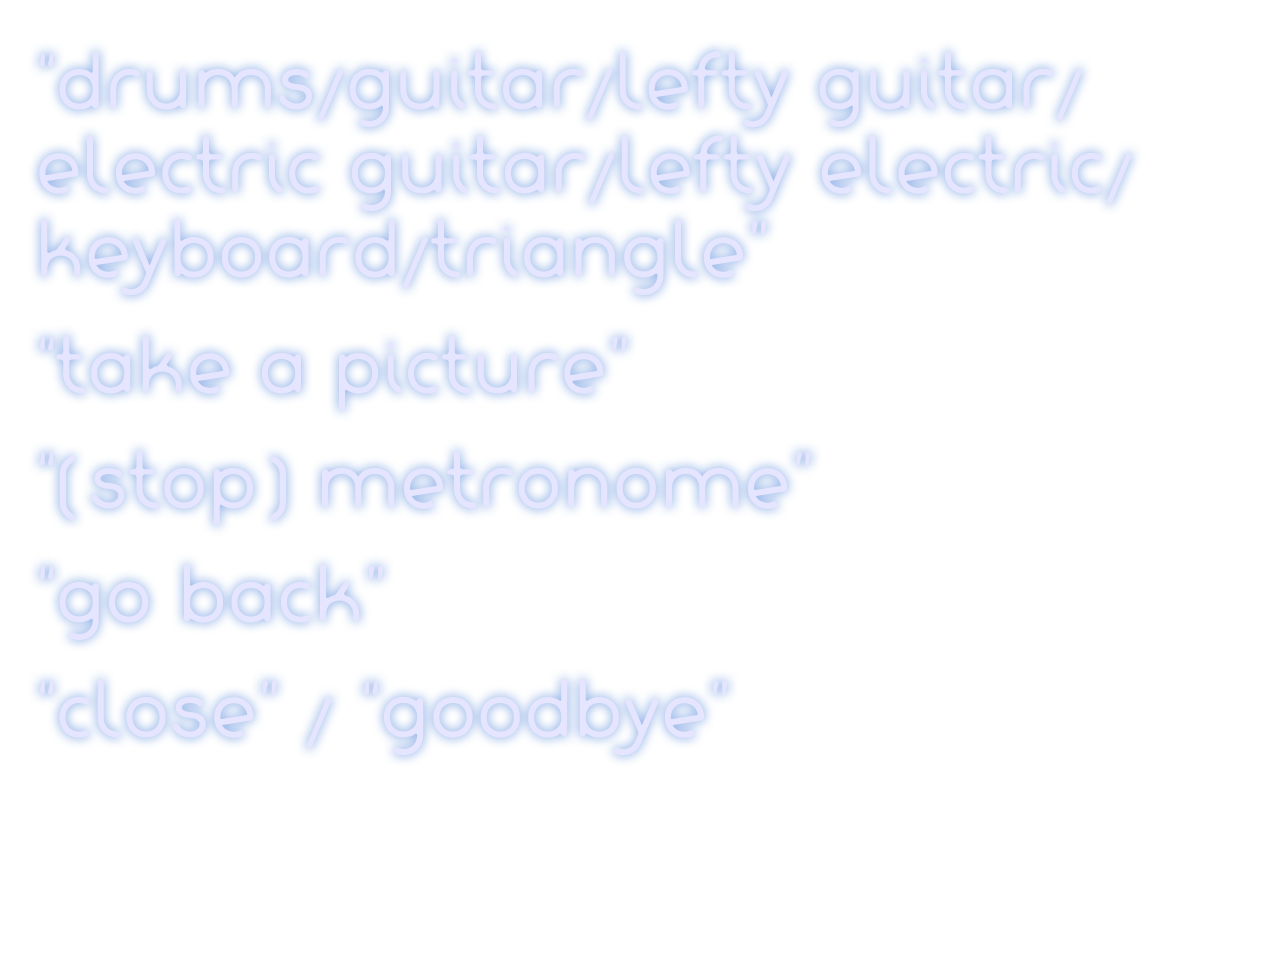 "drums/guitar/lefty guitar/
electric guitar/lefty electric/
keyboard/triangle"
"take a picture"
"(stop) metronome"
"go back"
"close" / "goodbye"